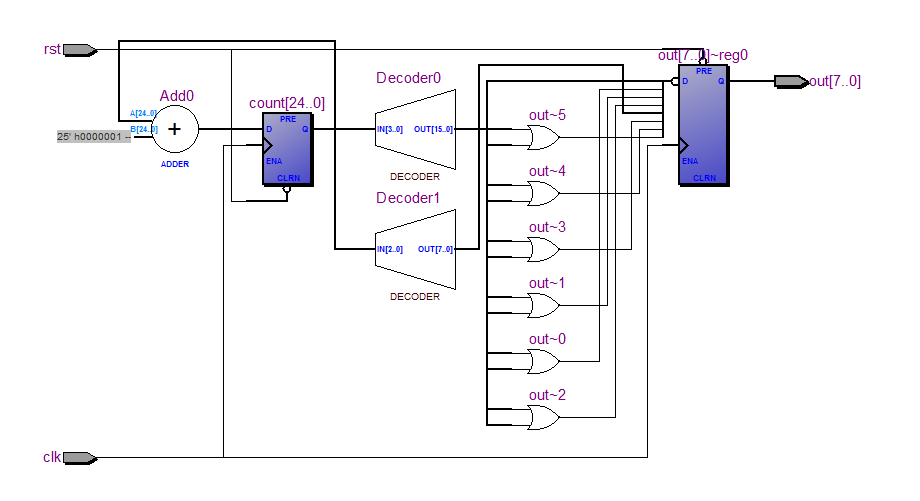 rst
out[7..0]~reg0
PRE
D
Q
out[7..0]
ENA
CLRN
Decoder0
IN[3..0]
OUT[15..0]
DECODER
Add0
A[24..0]
B[24..0]
25' h0000001 --
+
ADDER
count[24..0]
PRE
D
Q
ENA
CLRN
Decoder1
IN[2..0]
OUT[7..0]
DECODER
out~5
out~4
out~3
out~1
out~0
out~2
clk